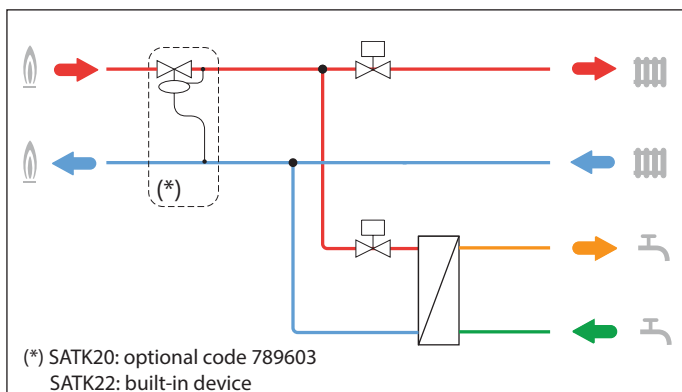 (*)
(*) SATK20: optional code 789603
SATK22: built-in device